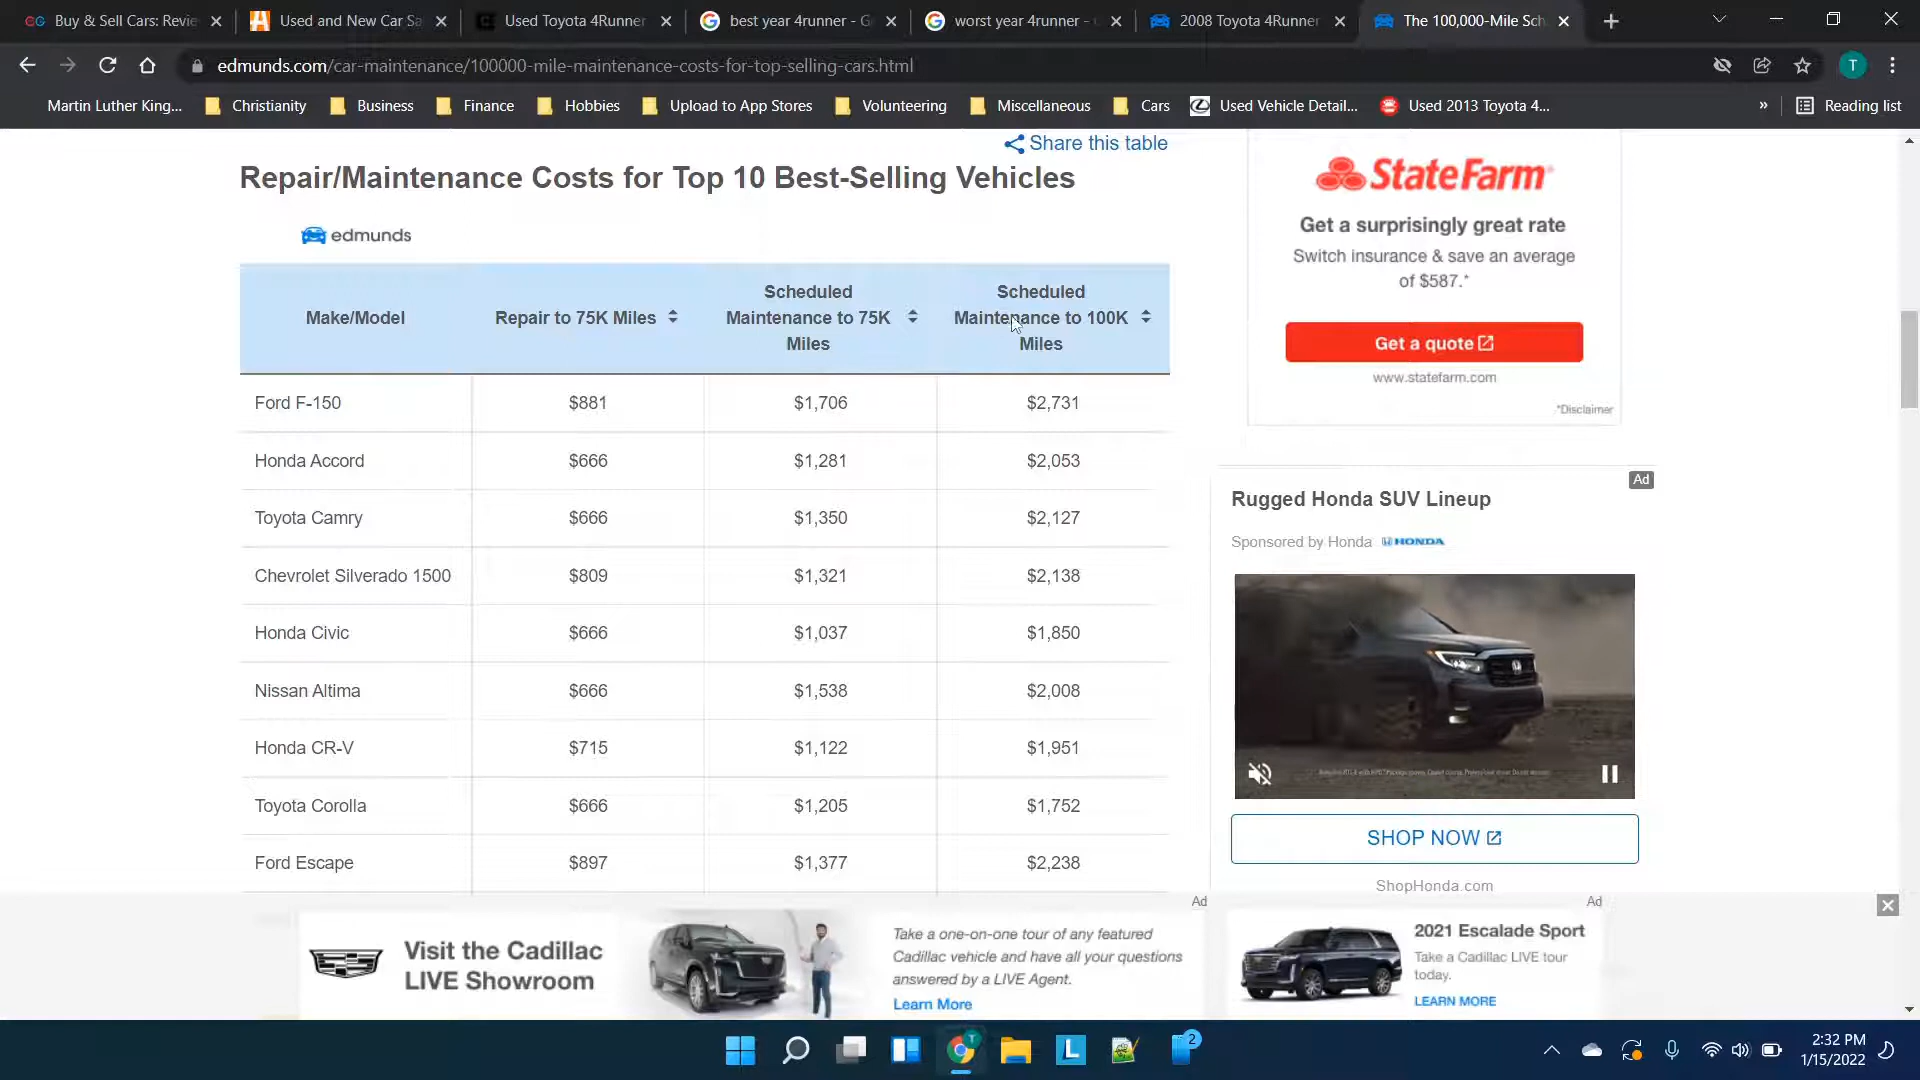 Buy & Sell Cars: Revie
Used and New Car Sa
Used Toyota 4Runner
best year 4runner - G
worst year 4runner -
2008 Toyota 4Runner
The 100,000-Mile Sch
edmunds.com/car-maintenance/100000-mile-maintenance-costs-for-top-selling-cars.html
T
Martin Luther King...
Christianity
Business
Finance
Hobbies
Upload to App Stores
Volunteering
Miscellaneous
Cars
Used Vehicle Detail...
Used 2013 Toyota 4...
»
Reading list
Share this table
Repair/Maintenance Costs for Top 10 Best-Selling Vehicles
edmunds
Make/Model
Repair to 75K Miles
Scheduled
Maintenance to 75K
Miles
Scheduled
Maintenance to 100K
Miles
Ford F-150 $881 $1,706 $2,731
Honda Accord $666 $1,281 $2,053
Toyota Camry $666 $1,350 $2,127
Chevrolet Silverado 1500 $809 $1,321 $2,138
Honda Civic $666 $1,037 $1,850
Nissan Altima $666 $1,538 $2,008
Honda CR-V $715 $1,122 $1,951
Toyota Corolla $666 $1,205 $1,752
Ford Escape $897 $1,377 $2,238
StateFarm
Get a surprisingly great rate
Switch insurance & save an average
of $587.*
Get a quote
www.statefarm.com
*Disclaimer
Ad
Rugged Honda SUV Lineup
Sponsored by Honda HONDA
SHOP NOW
ShopHonda.com
Ad
Visit the Cadillac
LIVE Showroom
Take a one-on-one tour of any featured
Cadillac vehicle and have all your questions
answered by a LIVE Agent.
Learn More
Ad
2021 Escalade Sport
Take a Cadillac LIVE tour
today.
LEARN MORE
T
L
2
2:32 PM
1/15/2022